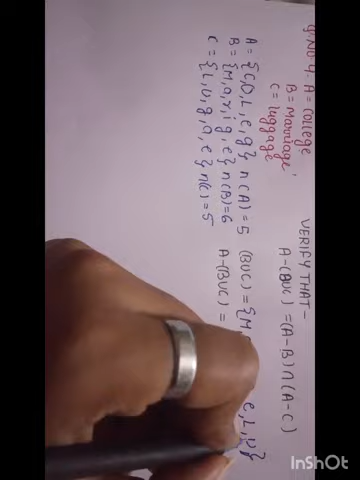 Q.No.4. A = College
B = Marriage
C = Luggage
VERIFY THAT-
A-(BUC) = (A-B)∩(A-C)
A = {C,O,L,e,g} n(A) = 5
B = {M,a,r,i,g,e} n(B)=6
C = {L,U,g,a,e} n(C)=5
(BUC) = {M, e,L,U}
A-(BUC) =
InShOt